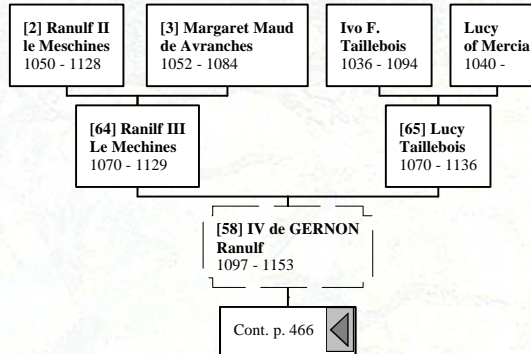 [2] Ranulf II
le Meschines
1050 - 1128
[3] Margaret Maud
de Avranches
1052 - 1084
Ivo F.
Taillebois
1036 - 1094
Lucy
of Mercia
1040 -
[64] Ranilf III
Le Mechines
1070 - 1129
[65] Lucy
Taillebois
1070 - 1136
[58] IV de GERNON
Ranulf
1097 - 1153
Cont. p. 466